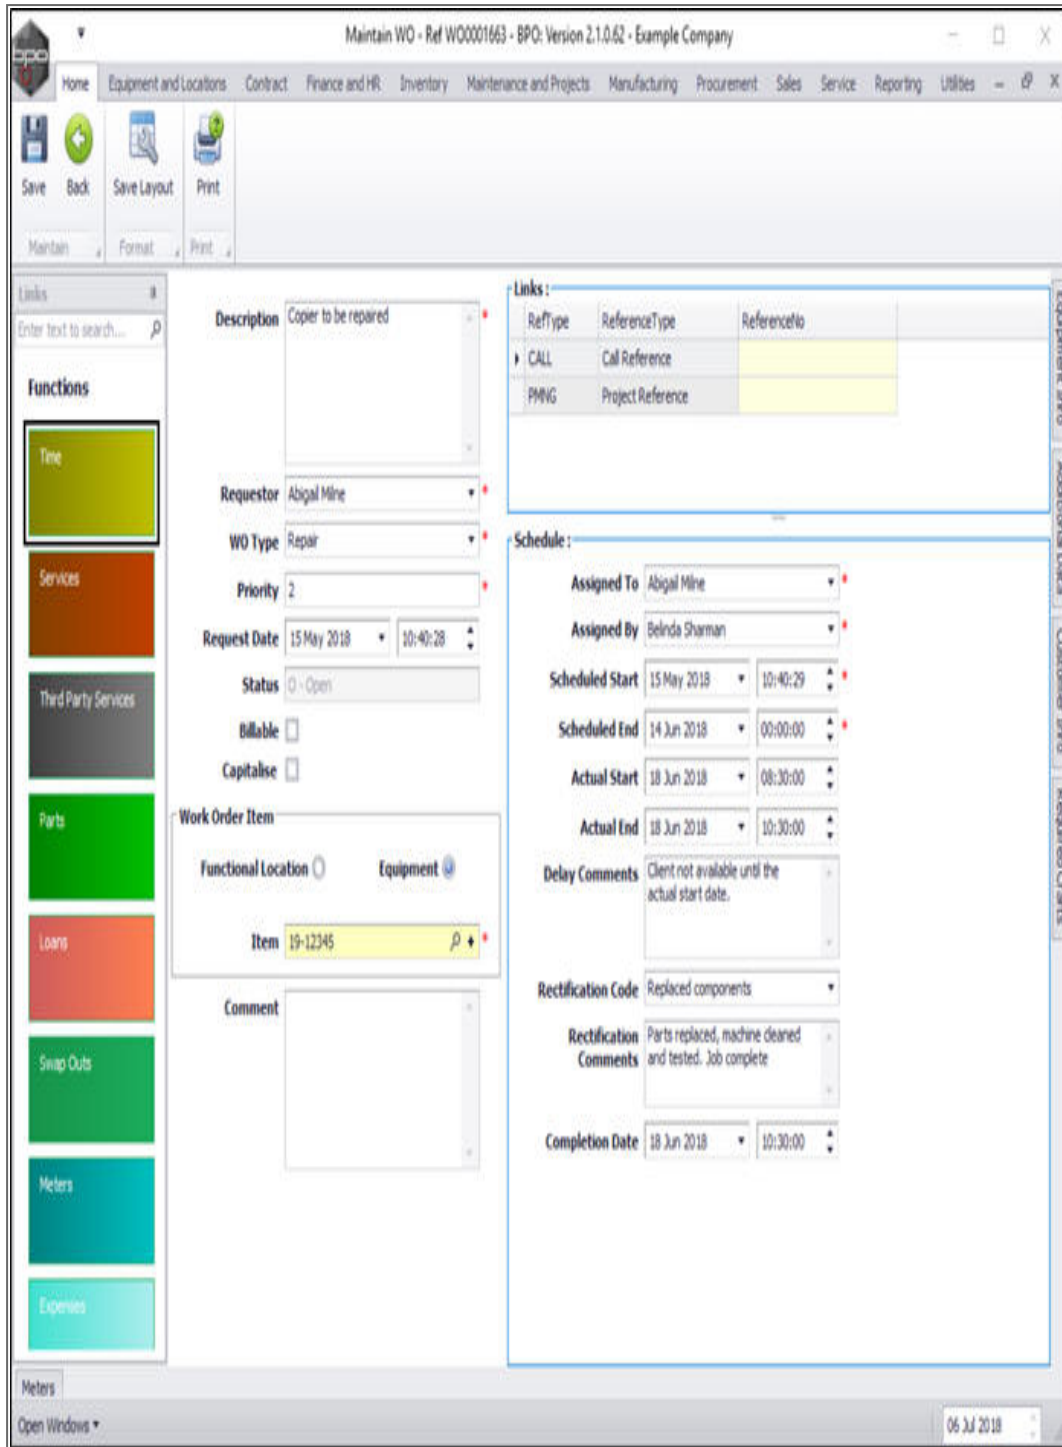 Maintain WO - Ref WO0001663 - BPO: Version 2.1.0.62 - Example Company
bpo
Home Equipment and Locations Contract Finance and HR Inventory Maintenance and Projects Manufacturing Procurement Sales Service Reporting Utilities
Save Back Save Layout Print
Maintain Format Print
Links
Enter text to search...
Functions
Time
Services
Third Party Services
Parts
Loans
Swap Outs
Meters
Expenses
Description Copier to be repaired
Requestor Abigail Milne
WO Type Repair
Priority 2
Request Date 15 May 2018 10:40:28
Status O - Open
Billable
Capitalise
Work Order Item
Functional Location Equipment
Item 19-12345
Comment
Links :
RefType ReferenceType ReferenceNo
CALL Call Reference
PMNG Project Reference
Schedule :
Assigned To Abigail Milne
Assigned By Belinda Sharman
Scheduled Start 15 May 2018 10:40:29
Scheduled End 14 Jun 2018 00:00:00
Actual Start 18 Jun 2018 08:30:00
Actual End 18 Jun 2018 10:30:00
Delay Comments Client not available until the
actual start date.
Rectification Code Replaced components
Rectification Comments Parts replaced, machine cleaned
and tested. Job complete
Completion Date 18 Jun 2018 10:30:00
Meters
Open Windows
06 Jul 2018